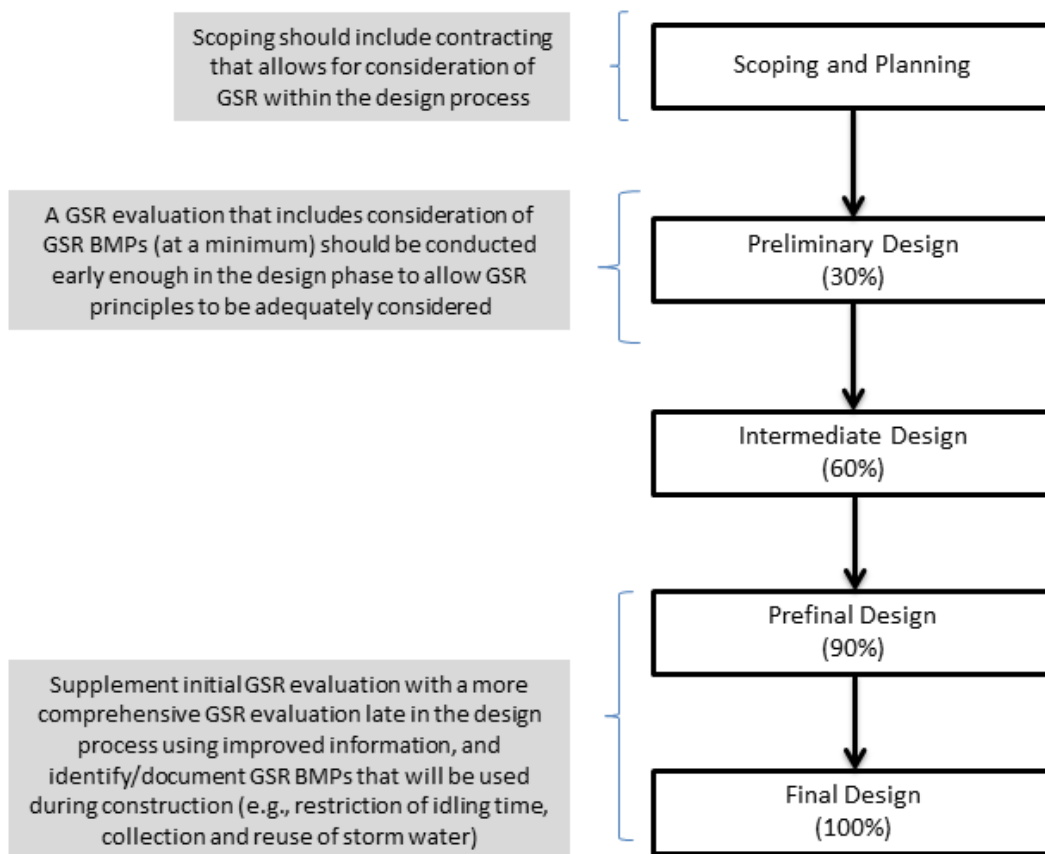 Scoping should include contracting
that allows for consideration of
GSR within the design process
Scoping and Planning
A GSR evaluation that includes consideration of
GSR BMPs (at a minimum) should be conducted
early enough in the design phase to allow GSR
principles to be adequately considered
Preliminary Design
(30%)
Intermediate Design
(60%)
Prefinal Design
(90%)
Supplement initial GSR evaluation with a more
comprehensive GSR evaluation late in the design
process using improved information, and
identify/document GSR BMPs that will be used
during construction (e.g., restriction of idling time,
collection and reuse of storm water)
Final Design
(100%)